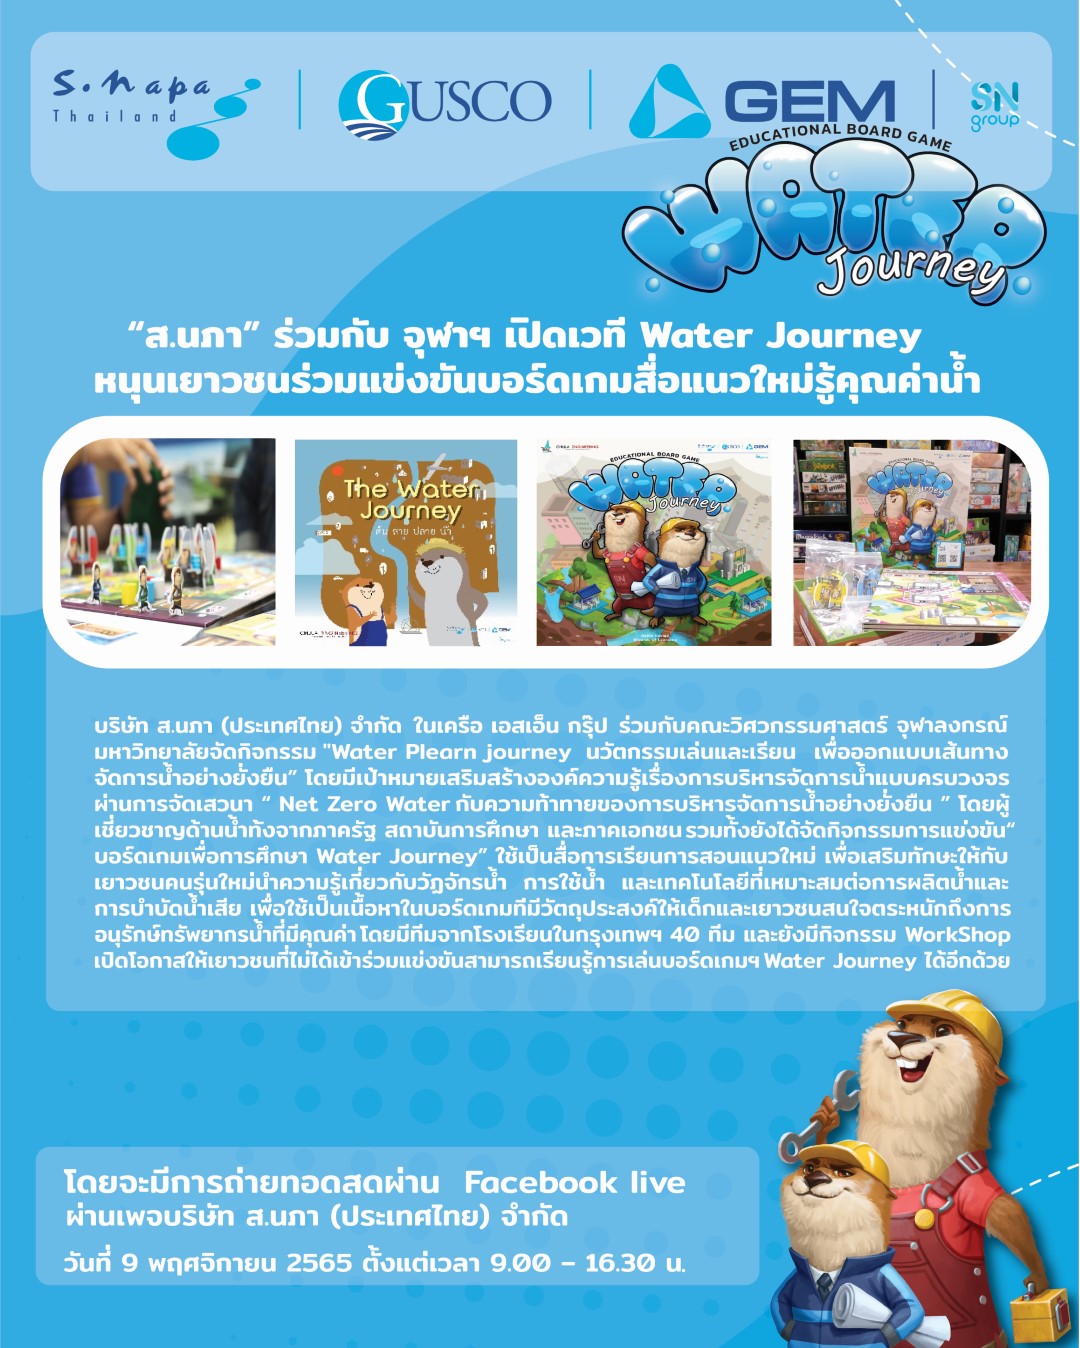 S.Napa
Thailand
GUSCO
GEM
SN
group
EDUCATIONAL BOARD GAME
WATER
Journey
“ส.นภา” ร่วมกับ จุฬาฯ เปิดเวที Water Journey
หนุนเยาวชนร่วมแข่งขันบอร์ดเกมสื่อแนวใหม่รู้คุณค่าน้ำ
The Water
Journey
ต้น สาย ปลาย น้ำ
CHULA ENGINEERING
GEM
CHULA ENGINEERING
GUSCO
GEM
EDUCATIONAL BOARD GAME
WATER
Journey
WATER
Journey
บริษัท ส.นภา (ประเทศไทย) จำกัด ในเครือ เอสเอ็น กรุ๊ป ร่วมกับคณะวิศวกรรมศาสตร์ จุฬาลงกรณ์
มหาวิทยาลัยจัดกิจกรรม "Water Plearn journey นวัตกรรมเล่นและเรียน เพื่อออกแบบเส้นทาง
จัดการน้ำอย่างยั่งยืน” โดยมีเป้าหมายเสริมสร้างองค์ความรู้เรื่องการบริหารจัดการน้ำแบบครบวงจร
ผ่านการจัดเสวนา “ Net Zero Water กับความท้าทายของการบริหารจัดการน้ำอย่างยั่งยืน ” โดยผู้
เชี่ยวชาญด้านน้ำทั้งจากภาครัฐ สถาบันการศึกษา และภาคเอกชน รวมทั้งยังได้จัดกิจกรรมการแข่งขัน“
บอร์ดเกมเพื่อการศึกษา Water Journey” ใช้เป็นสื่อการเรียนการสอนแนวใหม่ เพื่อเสริมทักษะให้กับ
เยาวชนคนรุ่นใหม่นำความรู้เกี่ยวกับวัฏจักรน้ำ การใช้น้ำ และเทคโนโลยีที่เหมาะสมต่อการผลิตน้ำและ
การบำบัดน้ำเสีย เพื่อใช้เป็นเนื้อหาในบอร์ดเกมที่มีวัตถุประสงค์ให้เด็กและเยาวชนสนใจตระหนักถึงการ
อนุรักษ์ทรัพยากรน้ำที่มีคุณค่า โดยมีทีมจากโรงเรียนในกรุงเทพฯ 40 ทีม และยังมีกิจกรรม WorkShop
เปิดโอกาสให้เยาวชนที่ไม่ได้เข้าร่วมแข่งขันสามารถเรียนรู้การเล่นบอร์ดเกมฯ Water Journey ได้อีกด้วย
โดยจะมีการถ่ายทอดสดผ่าน Facebook live
ผ่านเพจบริษัท ส.นภา (ประเทศไทย) จำกัด
วันที่ 9 พฤศจิกายน 2565 ตั้งแต่เวลา 9.00 – 16.30 น.